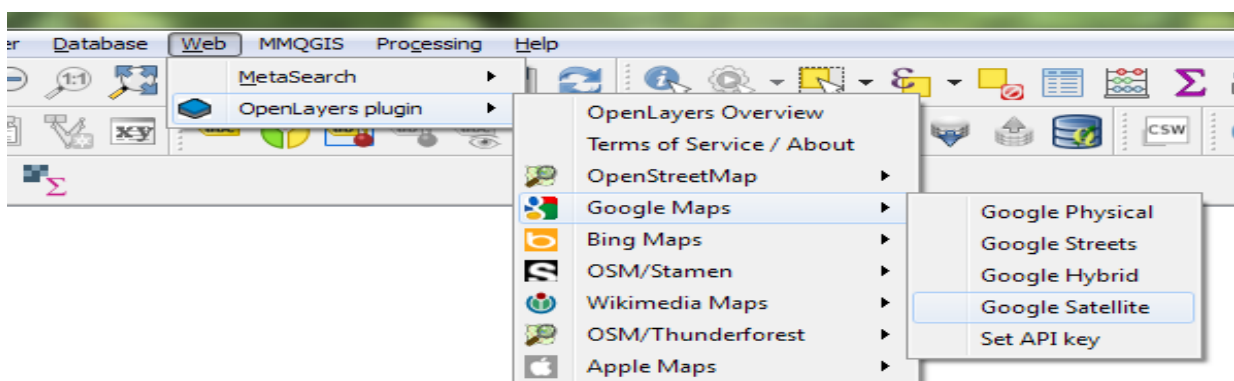 er Database Web MMQGIS Processing Help
1:1
MetaSearch
OpenLayers plugin
OpenLayers Overview
Terms of Service / About
xy
CSW
OpenStreetMap
Google Maps
Google Physical
Bing Maps
Google Streets
OSM/Stamen
Google Hybrid
Wikimedia Maps
Google Satellite
OSM/Thunderforest
Set API key
Apple Maps